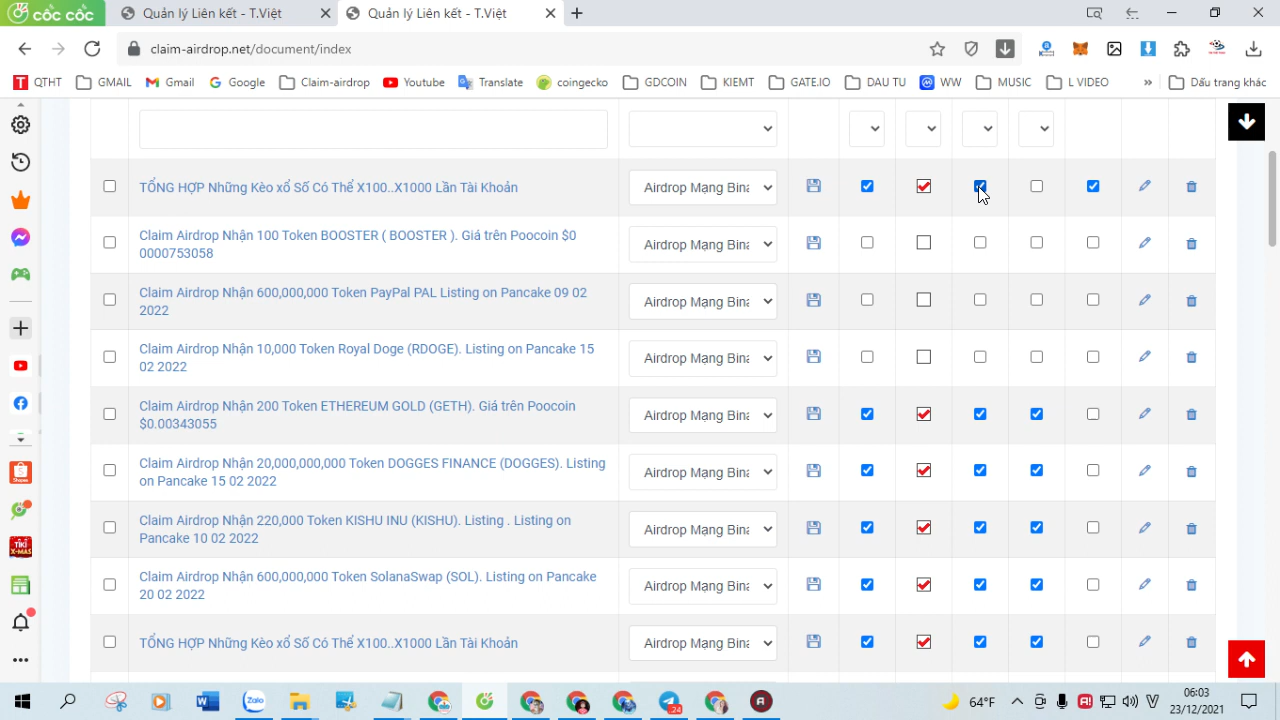 cốc cốc
Quản lý kiết - T.Việt
Quản lý kết - T.Việt
claim-airdrop.net/document/index
QTHT
GMAIL
Gmail
Google
Claim-airdrop
Youtube
Translate
coingecko
GDCOIN
KIEMT
GATE.IO
DAU TU
WW
MUSIC
L VIDEO
»
Dấu trang khác
TỔNG HỢP Những Kèo xổ Số Có Thể X100..X1000 Lần Tài Khoản
Airdrop Mạng Bina
Claim Airdrop Nhận 100 Token BOOSTER ( BOOSTER ). Giá trên Poocoin $0
0000753058
Airdrop Mạng Bina
Claim Airdrop Nhận 600,000,000 Token PayPal PAL Listing on Pancake 09 02
2022
Airdrop Mạng Bina
Claim Airdrop Nhận 10,000 Token Royal Doge (RDOGE). Listing on Pancake 15
02 2022
Airdrop Mạng Bina
Claim Airdrop Nhận 200 Token ETHEREUM GOLD (GETH). Giá trên Poocoin
$0.00343055
Airdrop Mạng Bina
Claim Airdrop Nhận 20,000,000,000 Token DOGGES FINANCE (DOGGES). Listing
on Pancake 15 02 2022
Airdrop Mạng Bina
Claim Airdrop Nhận 220,000 Token KISHU INU (KISHU). Listing . Listing on
Pancake 10 02 2022
Airdrop Mạng Bina
Claim Airdrop Nhận 600,000,000 Token SolanaSwap (SOL). Listing on Pancake
20 02 2022
Airdrop Mạng Bina
TỔNG HỢP Những Kèo xổ Số Có Thể X100..X1000 Lần Tài Khoản
Airdrop Mạng Bina
Shopee
TIKI
X-MAS
Zalo
24
64°F
06:03
23/12/2021